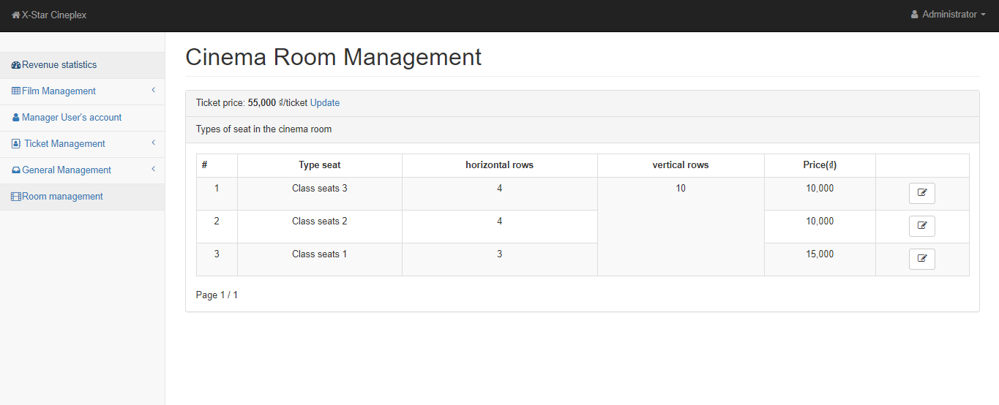 X-Star Cineplex
Administrator
Revenue statistics
Film Management
Manager User's account
Ticket Management
General Management
Room management
Cinema Room Management
Ticket price: 55,000 ₫/ticket Update
Types of seat in the cinema room
# Type seat horizontal rows vertical rows Price(₫)
1 Class seats 3 4 10 10,000
2 Class seats 2 4 10,000
3 Class seats 1 3 15,000
Page 1 / 1